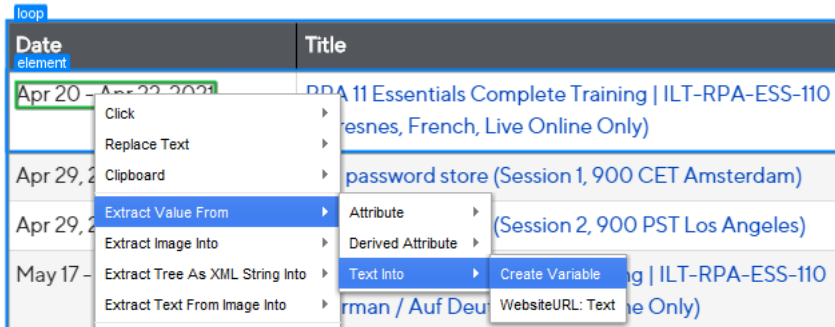 loop
Date Title
element
Apr 20 - Apr 22, 2021 RPA 11 Essentials Complete Training | ILT-RPA-ESS-110
Click
resnes, French, Live Online Only)
Replace Text
Apr 29, 2 password store (Session 1, 900 CET Amsterdam)
Clipboard
Apr 29, 2 (Session 2, 900 PST Los Angeles)
Extract Value From Attribute
Extract Image Into Derived Attribute
May 17 - ng | ILT-RPA-ESS-110
Extract Tree As XML String Into Text Into Create Variable
Extract Text From Image Into rman / Auf Deu WebsiteURL: Text ne Only)